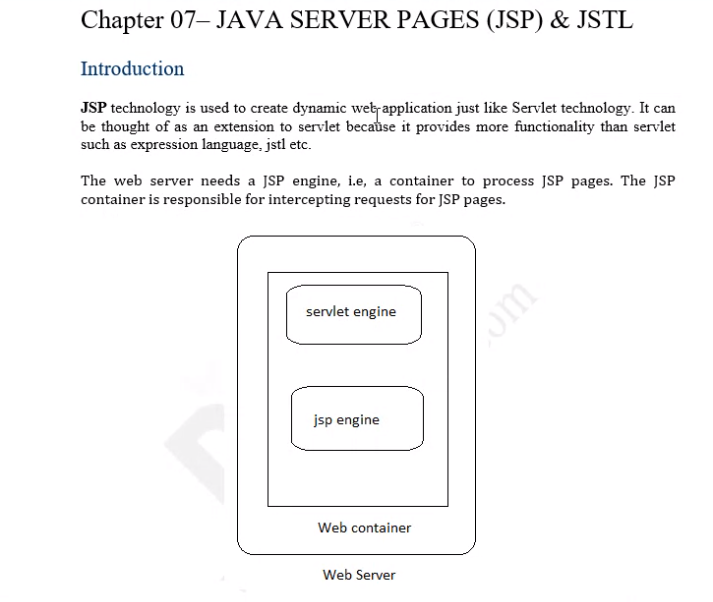 Chapter 07– JAVA SERVER PAGES (JSP) & JSTL
Introduction
JSP technology is used to create dynamic web application just like Servlet technology. It can
be thought of as an extension to servlet because it provides more functionality than servlet
such as expression language, jstl etc.
The web server needs a JSP engine, i.e, a container to process JSP pages. The JSP
container is responsible for intercepting requests for JSP pages.
servlet engine
jsp engine
Web container
Web Server